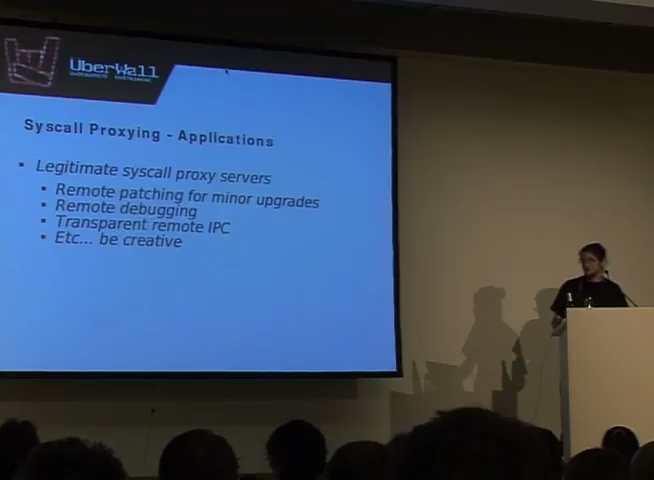 UberWall
Syscall Proxying - Applications
Legitimate syscall proxy servers
Remote patching for minor upgrades
Remote debugging
Transparent remote IPC
Etc... be creative